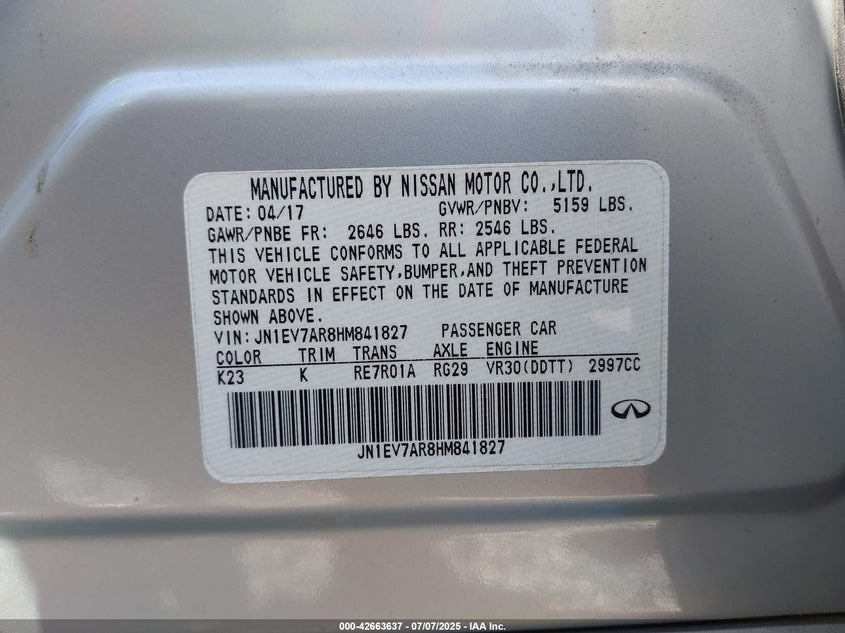 MANUFACTURED BY NISSAN MOTOR CO.,LTD.
DATE: 04/17 GVWR/PNBV: 5159 LBS.
GAWR/PNBE FR: 2646 LBS. RR: 2546 LBS.
THIS VEHICLE CONFORMS TO ALL APPLICABLE FEDERAL
MOTOR VEHICLE SAFETY,BUMPER,AND THEFT PREVENTION
STANDARDS IN EFFECT ON THE DATE OF MANUFACTURE
SHOWN ABOVE.
VIN:JN1EV7AR8HM841827 PASSENGER CAR
COLOR TRIM TRANS AXLE ENGINE
K23 K RE7R01A RG29 VR30(DDTT) 2997CC
JN1EV7AR8HM841827
000-42663637 - 07/07/2025 - IAA Inc.